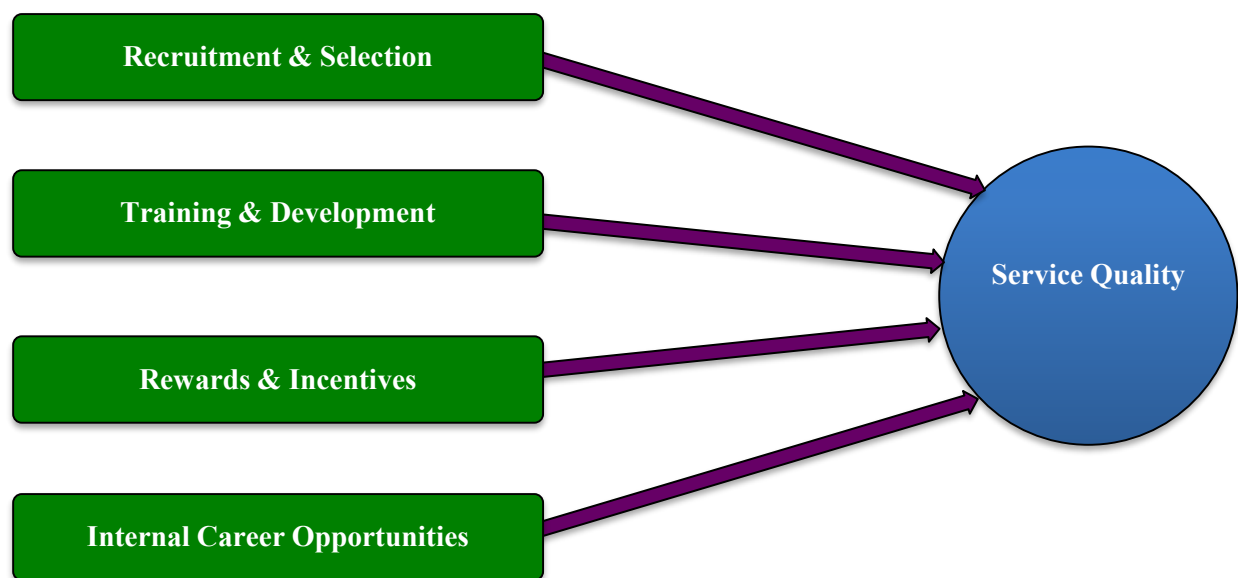 Recruitment & Selection
Training & Development
Service Quality
Rewards & Incentives
Internal Career Opportunities